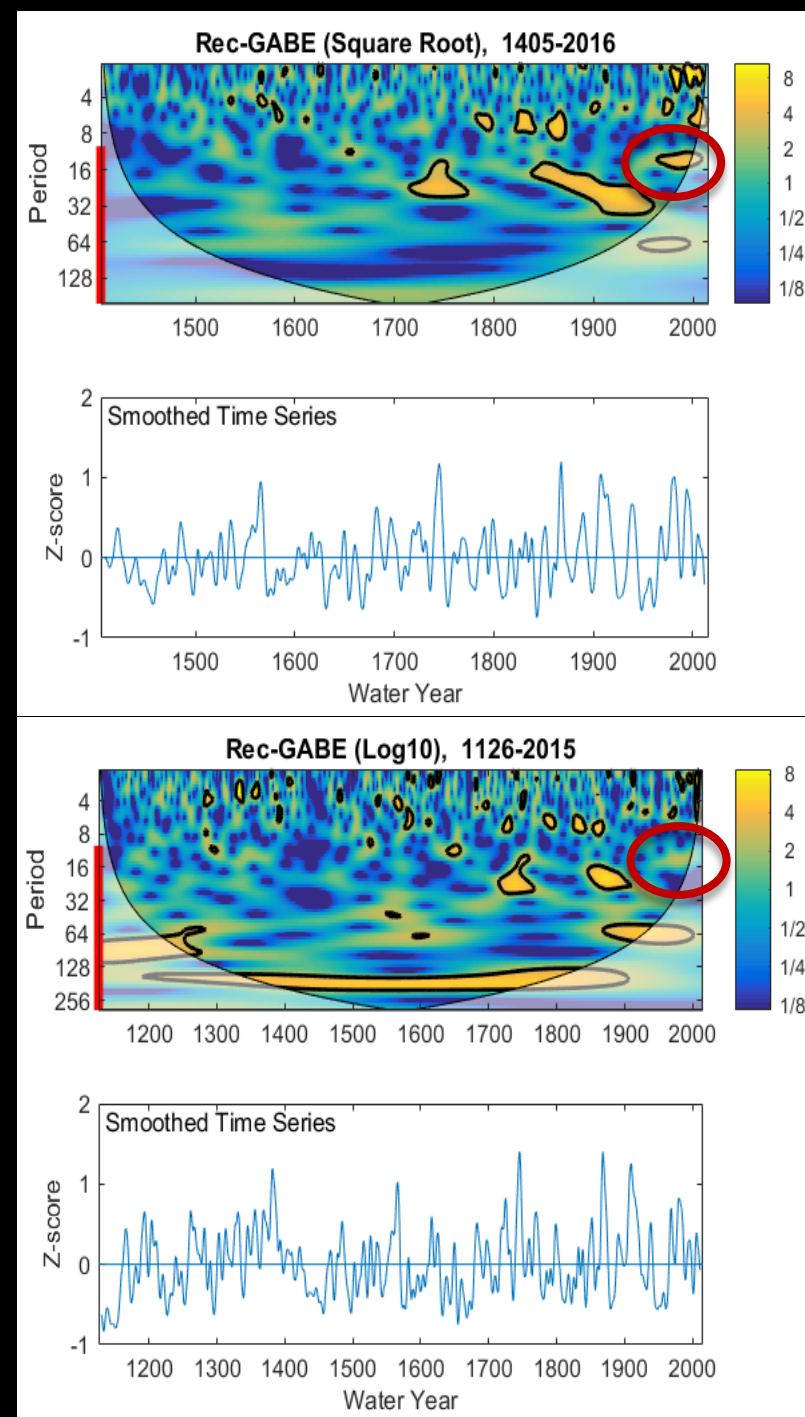 Rec-GABE (Square Root), 1405-2016
Period
4
8
16
32
64
128
1500 1600 1700 1800 1900 2000
8
4
2
1
1/2
1/4
1/8
Smoothed Time Series
Z-score
2
1
0
-1
1500 1600 1700 1800 1900 2000
Water Year
Rec-GABE (Log10), 1126-2015
Period
4
8
16
32
64
128
256
1200 1300 1400 1500 1600 1700 1800 1900 2000
8
4
2
1
1/2
1/4
1/8
Smoothed Time Series
Z-score
2
1
0
-1
1200 1300 1400 1500 1600 1700 1800 1900 2000
Water Year